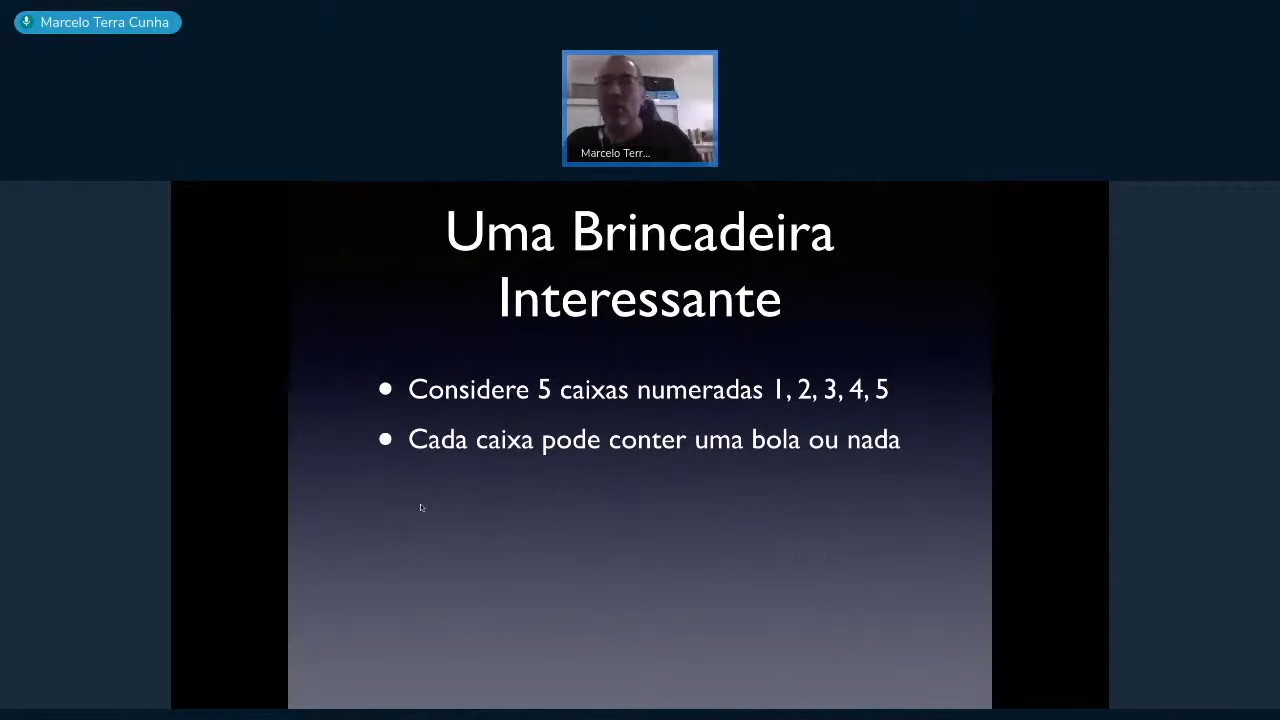 Marcelo Terra Cunha
Marcelo Terr...
Uma Brincadeira
Interessante
• Considere 5 caixas numeradas 1, 2, 3, 4, 5
• Cada caixa pode conter uma bola ou nada